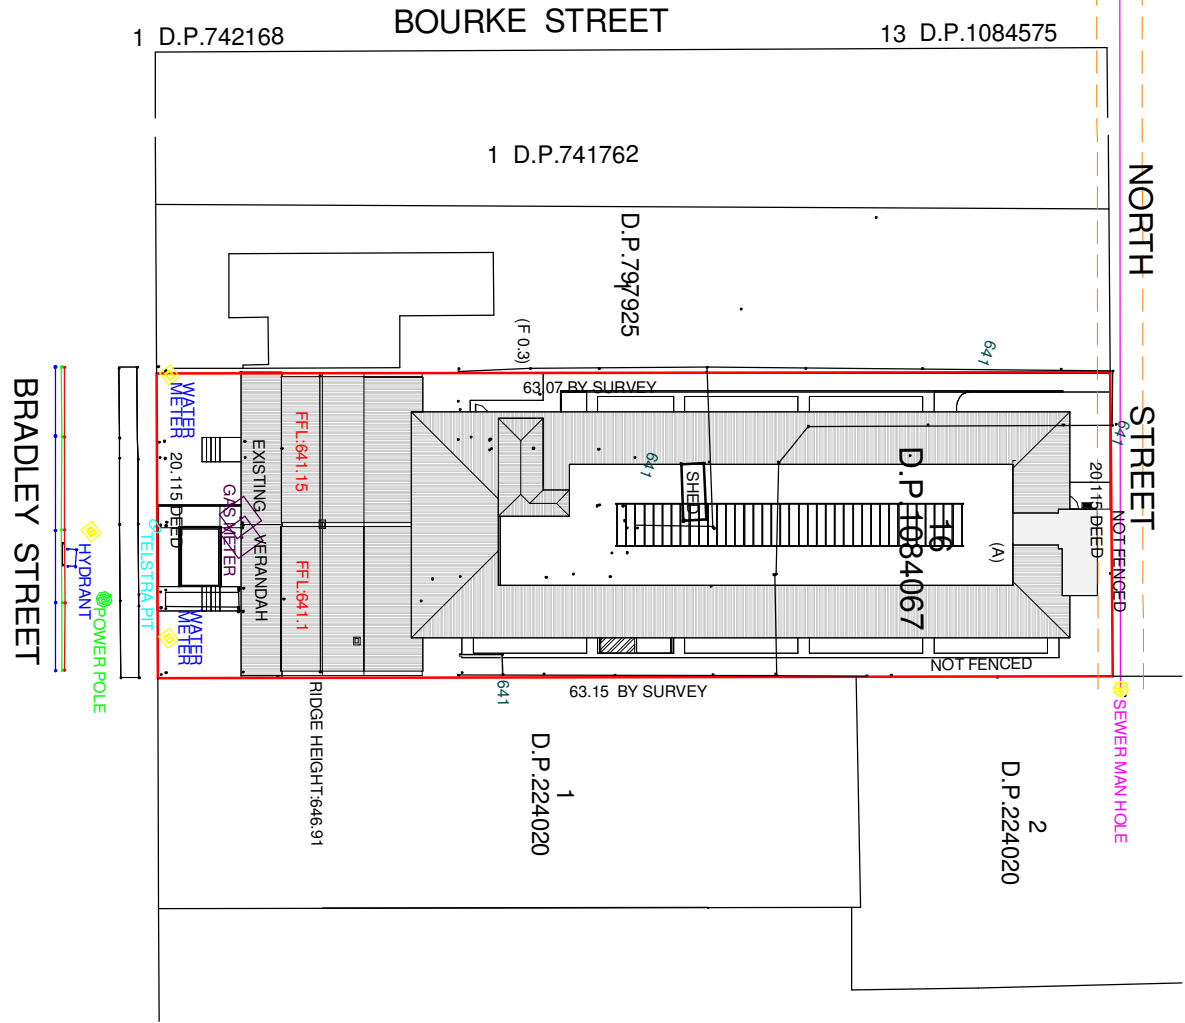 BOURKE STREET
1 D.P.742168
13 D.P.1084575
1 D.P.741762
NORTH STREET
D.P.797925
1
(F 0.3)
641
63.07 BY SURVEY
641
BRADLEY STREET
WATER
METER
20.115 DEED
EXISTING VERANDAH
FFL:641.15
GAS METER
FFL:641.1
641
SHED
16
D.P.1084067
(A)
20.115 DEED
NOT FENCED
HYDRANT
POWER POLE
TELSTRA PIT
WATER
METER
NOT FENCED
641
63.15 BY SURVEY
RIDGE HEIGHT:646.91
SEWER MAN HOLE
1
D.P.224020
2
D.P.224020